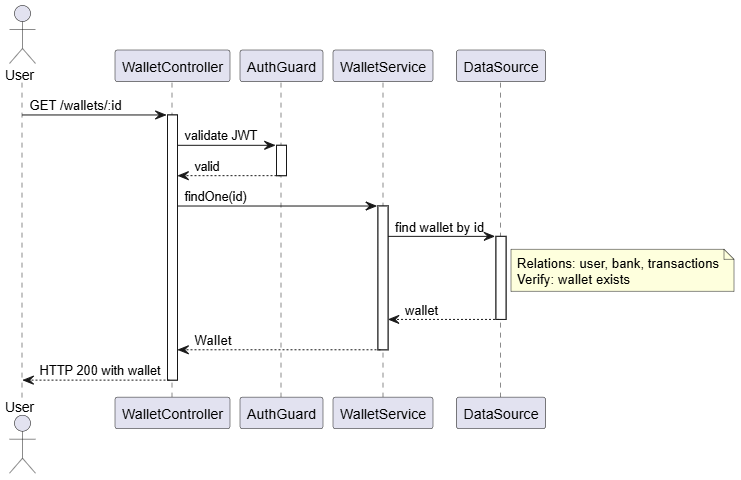 User
WalletController
AuthGuard
WalletService
DataSource
GET /wallets/:id
validate JWT
valid
findOne(id)
find wallet by id
Relations: user, bank, transactions
Verify: wallet exists
wallet
Wallet
HTTP 200 with wallet
User
WalletController
AuthGuard
WalletService
DataSource